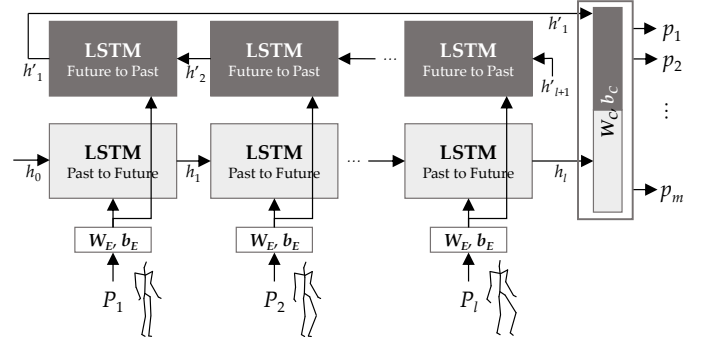 h'1
p1
LSTM
Future to Past
LSTM
Future to Past
...
LSTM
Future to Past
p2
h'1
h'2
h'l+1
WC, bC
⋮
LSTM
Past to Future
LSTM
Past to Future
...
LSTM
Past to Future
h0
h1
hl
pm
WE, bE
WE, bE
WE, bE
P1
P2
Pl